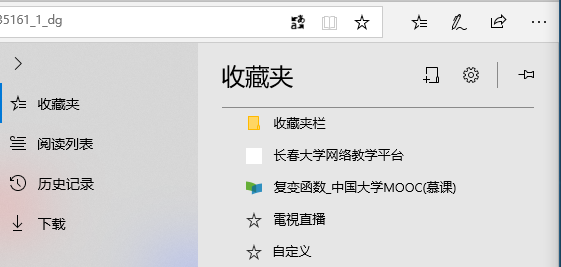 35161_1_dg
收藏夹
收藏夹
收藏夹栏
长春大学网络教学平台
阅读列表
复变函数_中国大学MOOC(慕课)
历史记录
電視直播
下载
自定义